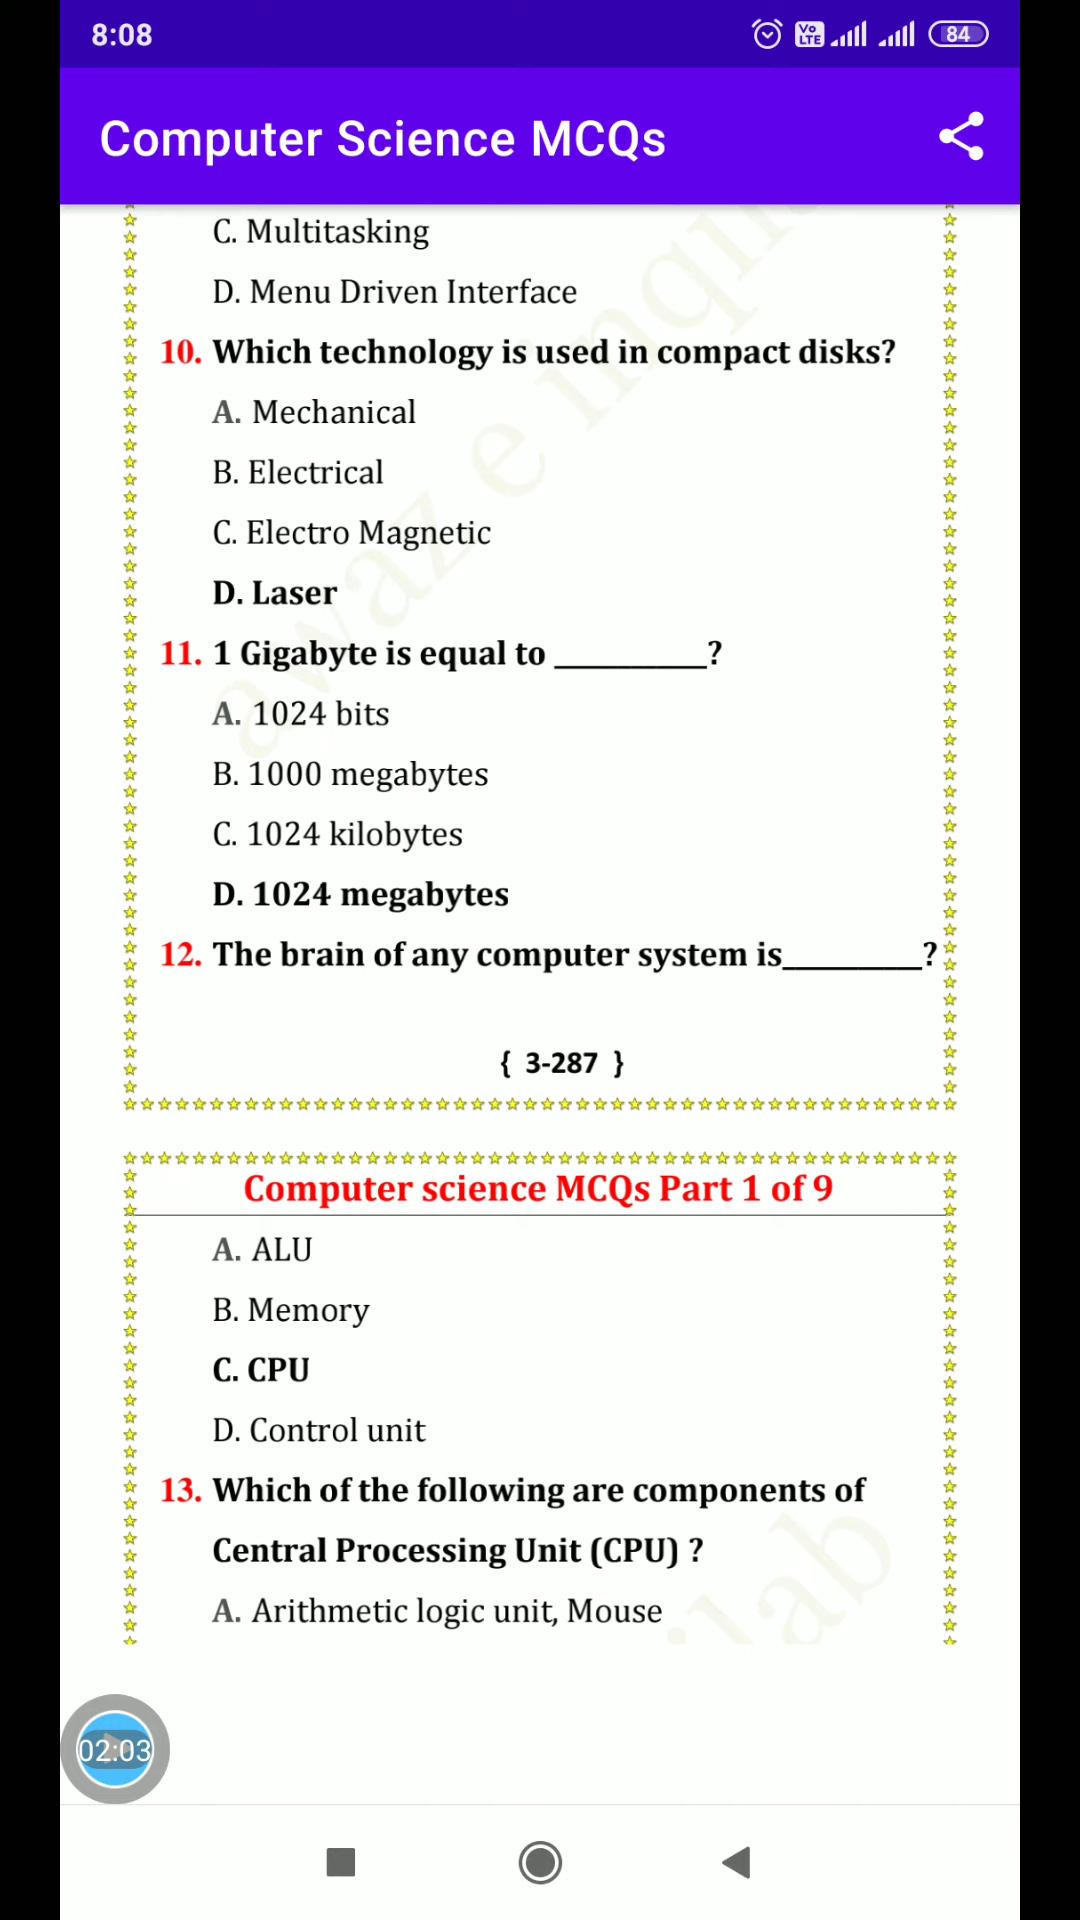 8:08
Vo LTE
84
Computer Science MCQs
C. Multitasking
D. Menu Driven Interface
10. Which technology is used in compact disks?
A. Mechanical
B. Electrical
C. Electro Magnetic
D. Laser
11. 1 Gigabyte is equal to _________?
A. 1024 bits
B. 1000 megabytes
C. 1024 kilobytes
D. 1024 megabytes
12. The brain of any computer system is________?
{ 3-287 }
Computer science MCQs Part 1 of 9
A. ALU
B. Memory
C. CPU
D. Control unit
13. Which of the following are components of
Central Processing Unit (CPU) ?
A. Arithmetic logic unit, Mouse
02:03